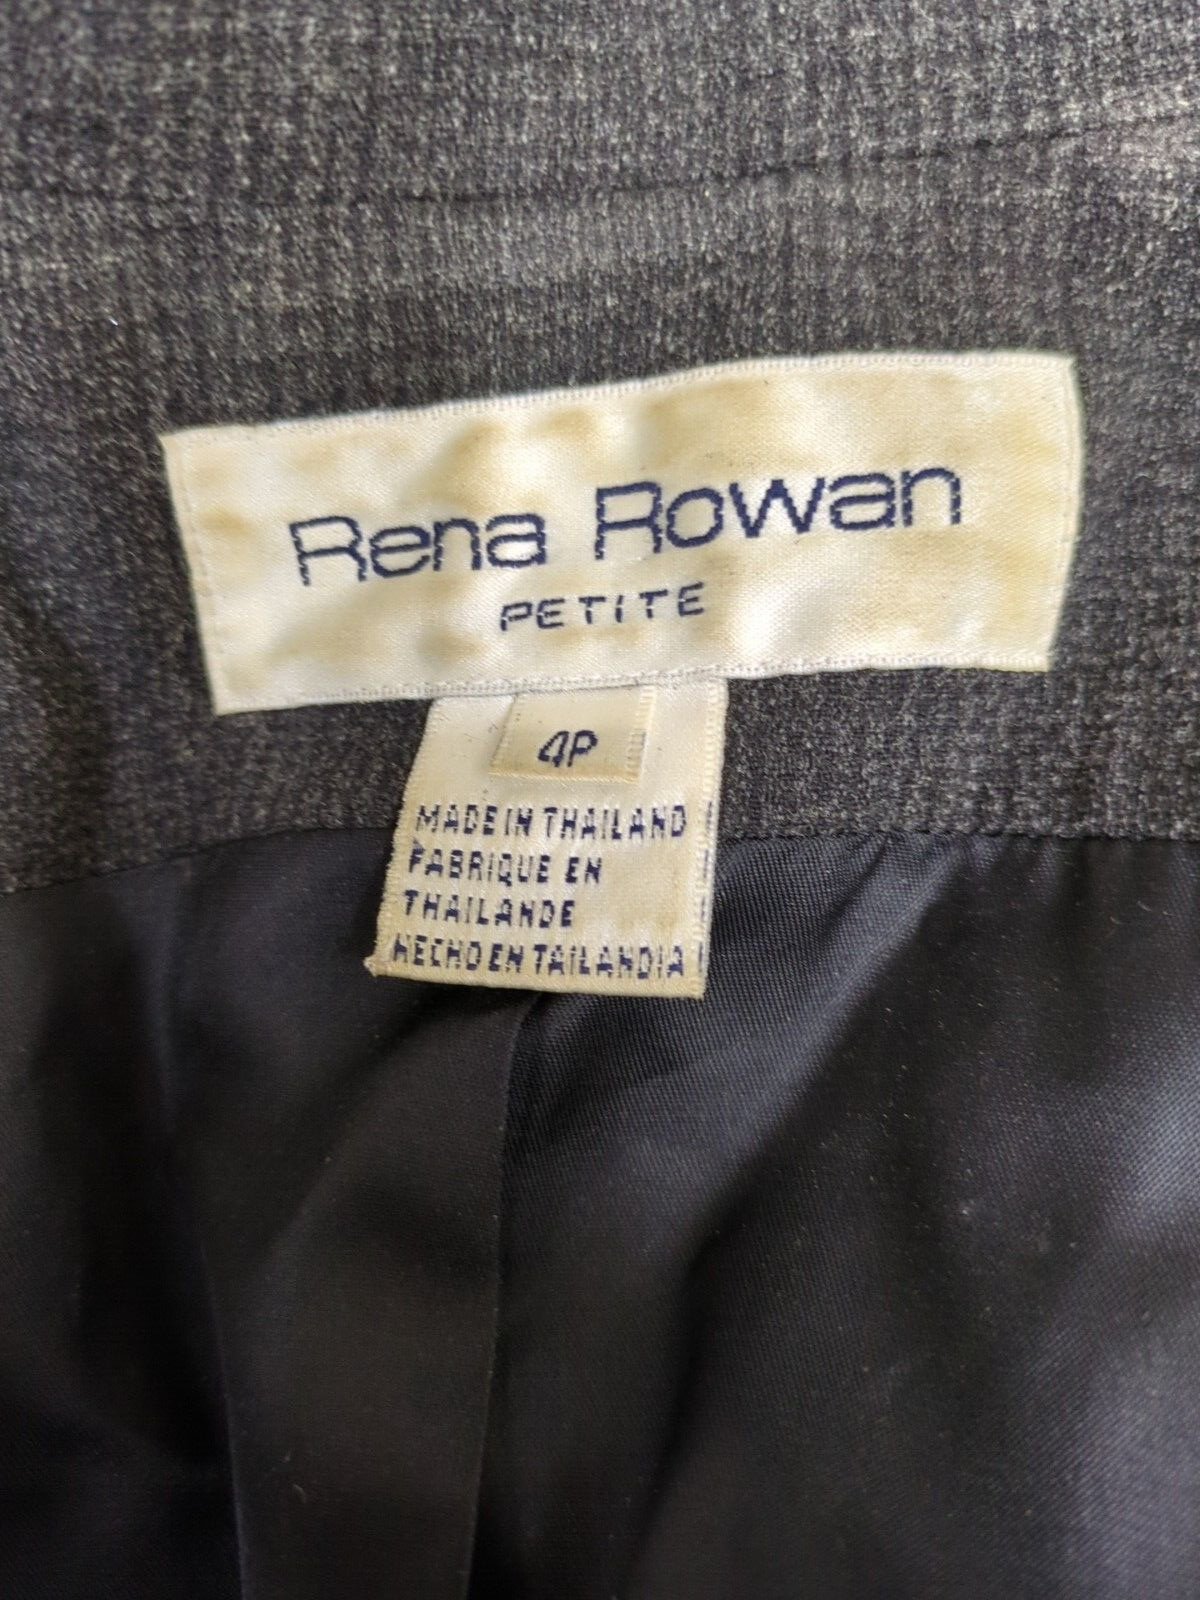 Rena Rowan
PETITE
4P
MADE IN THAILAND
FABRIQUE EN
THAILANDE
HECHO EN TAILANDIA